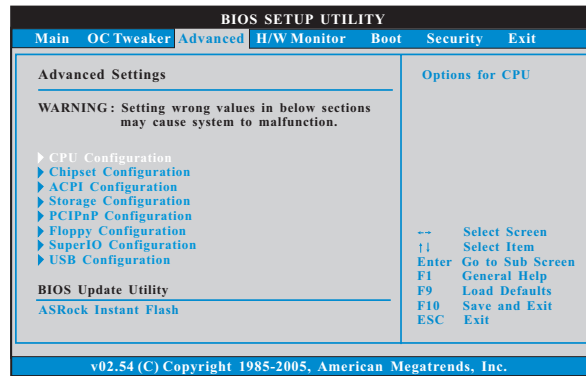 BIOS SETUP UTILITY
Main OC Tweaker Advanced H/W Monitor Boot Security Exit
Advanced Settings
WARNING : Setting wrong values in below sections
may cause system to malfunction.
CPU Configuration
Chipset Configuration
ACPI Configuration
Storage Configuration
PCIPnP Configuration
Floppy Configuration
SuperIO Configuration
USB Configuration
BIOS Update Utility
ASRock Instant Flash
Options for CPU
←→ Select Screen
↑↓ Select Item
Enter Go to Sub Screen
F1 General Help
F9 Load Defaults
F10 Save and Exit
ESC Exit
v02.54 (C) Copyright 1985-2005, American Megatrends, Inc.